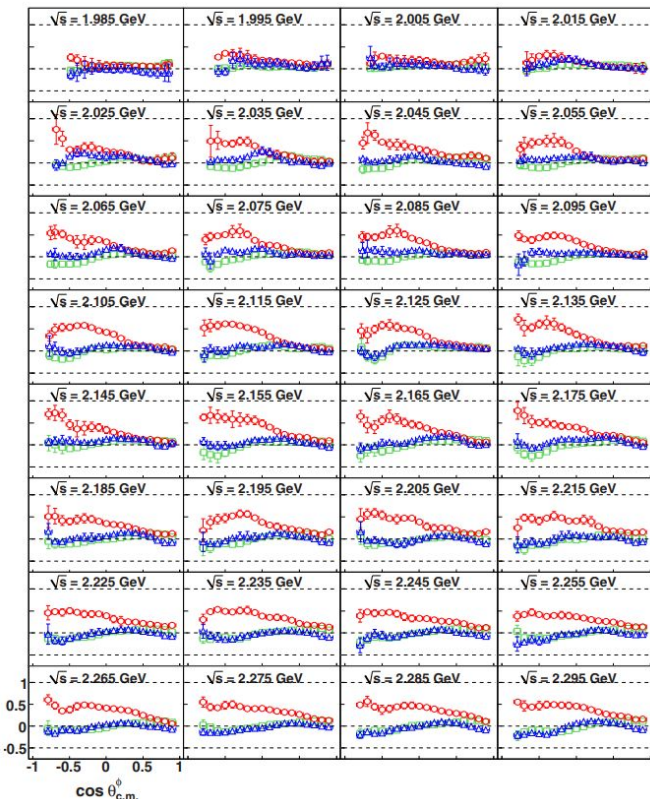 √s = 1.985 GeV √s = 1.995 GeV √s = 2.005 GeV √s = 2.015 GeV
√s = 2.025 GeV √s = 2.035 GeV √s = 2.045 GeV √s = 2.055 GeV
√s = 2.065 GeV √s = 2.075 GeV √s = 2.085 GeV √s = 2.095 GeV
√s = 2.105 GeV √s = 2.115 GeV √s = 2.125 GeV √s = 2.135 GeV
√s = 2.145 GeV √s = 2.155 GeV √s = 2.165 GeV √s = 2.175 GeV
√s = 2.185 GeV √s = 2.195 GeV √s = 2.205 GeV √s = 2.215 GeV
√s = 2.225 GeV √s = 2.235 GeV √s = 2.245 GeV √s = 2.255 GeV
√s = 2.265 GeV √s = 2.275 GeV √s = 2.285 GeV √s = 2.295 GeV
1
0.5
0
-0.5
-1 -0.5 0 0.5 1
cos θ^ϕ_c.m.